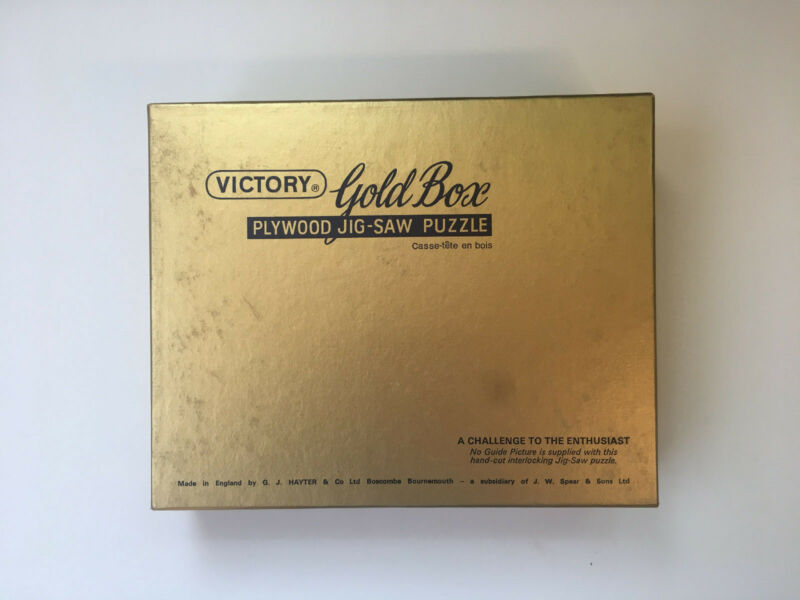 VICTORY® Gold Box
PLYWOOD JIG-SAW PUZZLE
Casse-tête en bois
A CHALLENGE TO THE ENTHUSIAST
No Guide Picture is supplied with this
hand-cut interlocking Jig-Saw puzzle.
Made in England by G. J. HAYTER & Co Ltd Boscombe Bournemouth – a subsidiary of J. W. Spear & Sons Ltd